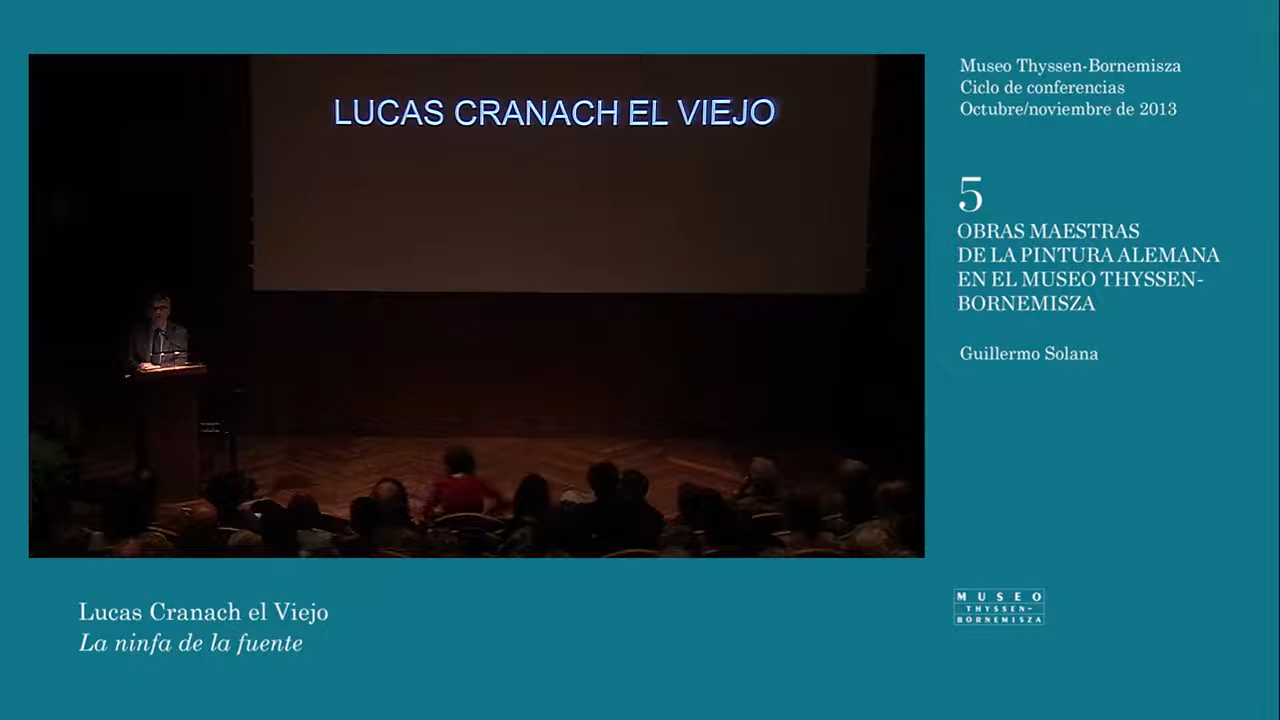 LUCAS CRANACH EL VIEJO
Museo Thyssen-Bornemisza
Ciclo de conferencias
Octubre/noviembre de 2013
5
OBRAS MAESTRAS
DE LA PINTURA ALEMANA
EN EL MUSEO THYSSEN-
BORNEMISZA
Guillermo Solana
Lucas Cranach el Viejo
La ninfa de la fuente
MUSEO
THYSSEN-
BORNEMISZA